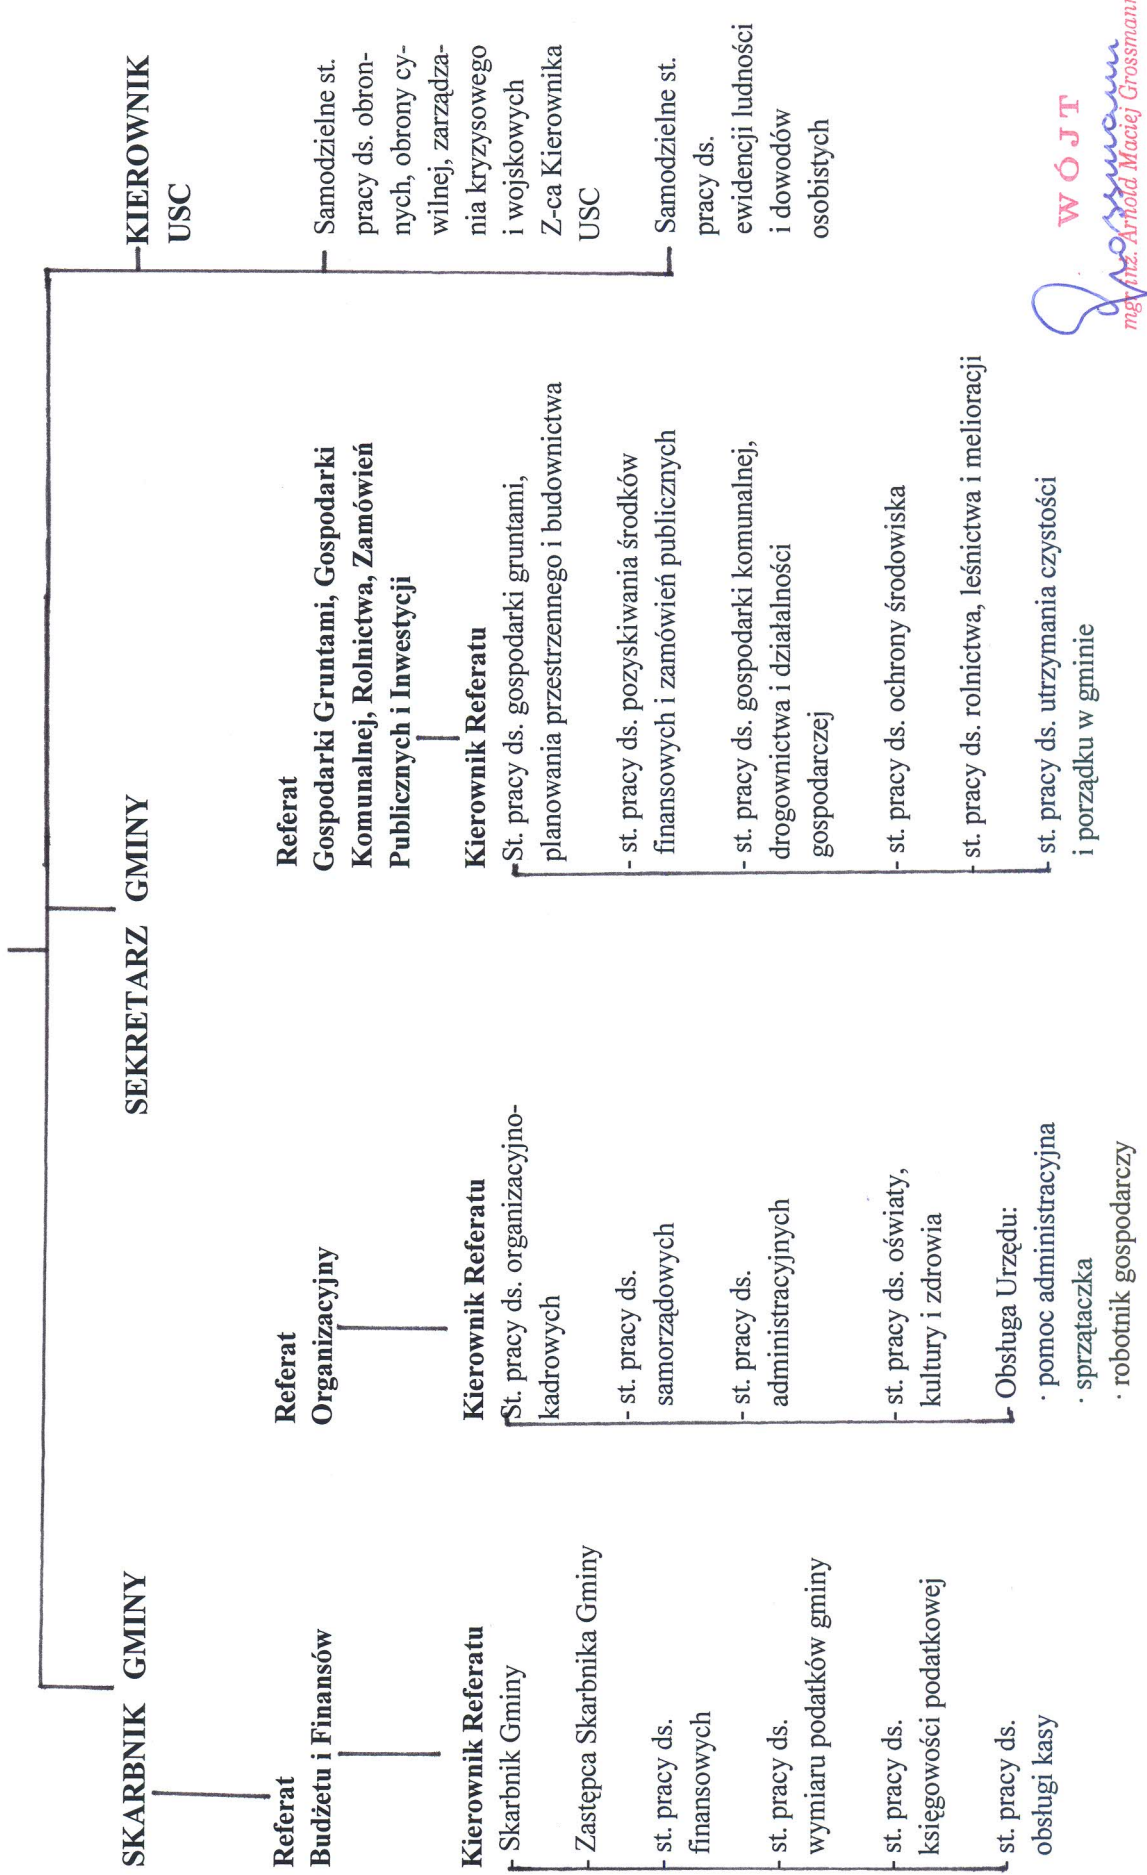 SKARBNIK GMINY
Referat
Budżetu i Finansów
Kierownik Referatu
- Skarbnik Gminy
Zastępca Skarbnika Gminy
st. pracy ds.
finansowych
- st. pracy ds.
wymiaru podatków gminy
- st. pracy ds.
księgowości podatkowej
st. pracy ds.
obsługi kasy
SEKRETARZ GMINY
Referat
Organizacyjny
Kierownik Referatu
St. pracy ds. organizacyjno-
kadrowych
- st. pracy ds.
samorządowych
- st. pracy ds.
administracyjnych
- st. pracy ds. oświaty,
kultury i zdrowia
- Obsługa Urzędu:
· pomoc administracyjna
· sprzątaczka
· robotnik gospodarczy
Referat
Gospodarki Gruntami, Gospodarki
Komunalnej, Rolnictwa, Zamówień
Publicznych i Inwestycji
Kierownik Referatu
St. pracy ds. gospodarki gruntami,
planowania przestrzennego i budownictwa
- st. pracy ds. pozyskiwania środków
finansowych i zamówień publicznych
- st. pracy ds. gospodarki komunalnej,
drogownictwa i działalności
gospodarczej
- st. pracy ds. ochrony środowiska
- st. pracy ds. rolnictwa, leśnictwa i melioracji
- st. pracy ds. utrzymania czystości
i porządku w gminie
KIEROWNIK
USC
Samodzielne st.
pracy ds. obron-
nych, obrony cy-
wilnej, zarządza-
nia kryzysowego
i wojskowych
Z-ca Kierownika
USC
Samodzielne st.
pracy ds.
ewidencji ludności
i dowodów
osobistych
WÓJT
Grossmann
mgr inż. Arnold Maciej Grossmann